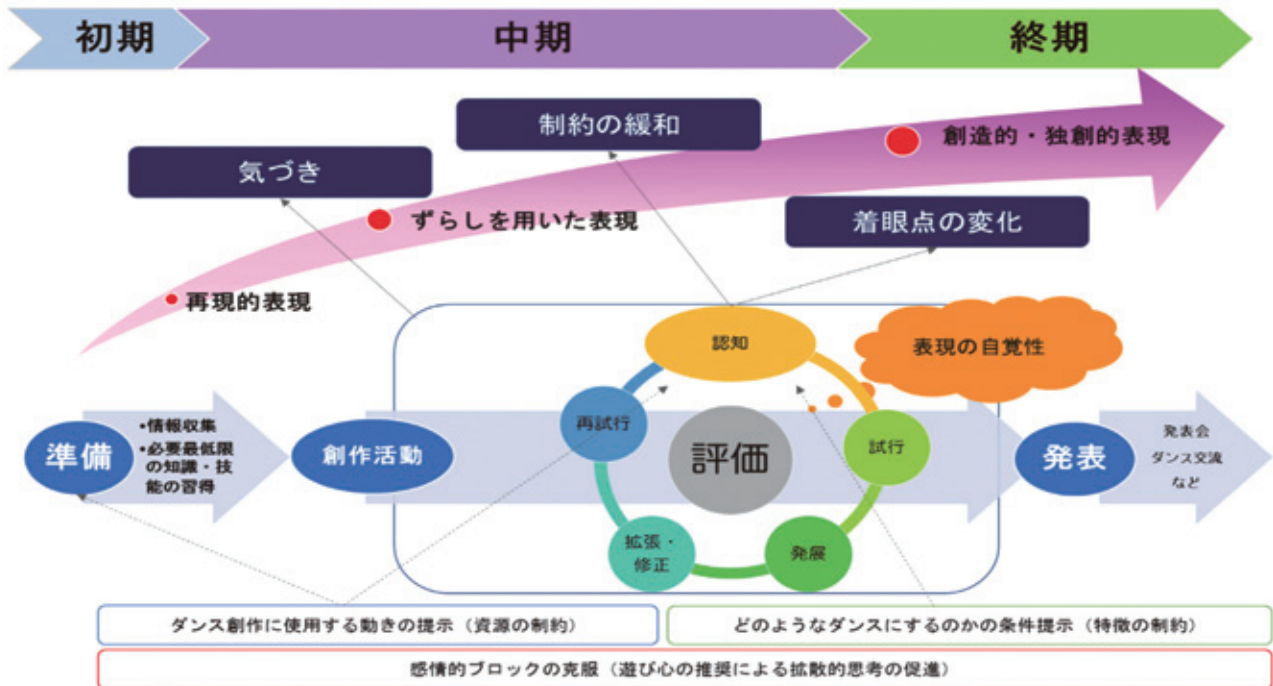 初期
中期
終期
制約の緩和
創造的・独創的表現
気づき
ずらしを用いた表現
着眼点の変化
再現的表現
認知
表現の自覚性
•情報収集
•必要最低限
の知識・技
能の習得
準備
創作活動
再試行
評価
試行
発表
発表会
ダンス交流
など
拡張・
修正
発展
ダンス創作に使用する動きの提示（資源の制約）
どのようなダンスにするのかの条件提示（特徴の制約）
感情的ブロックの克服（遊び心の推奨による拡散的思考の促進）